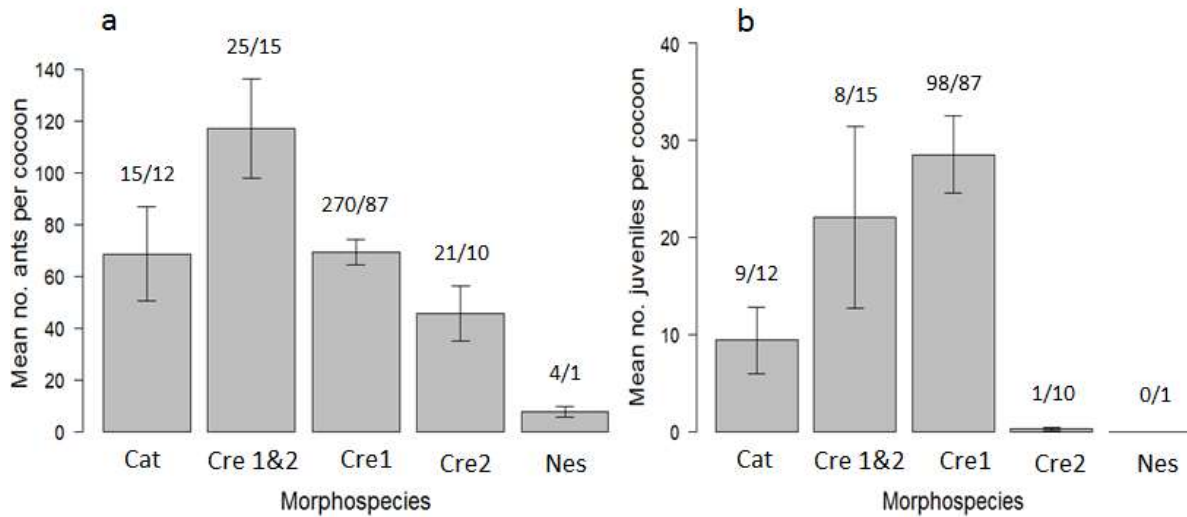 a
Mean no. ants per cocoon
140
120
100
80
60
40
20
0
15/12
25/15
270/87
21/10
4/1
Cat
Cre 1&2
Cre1
Cre2
Nes
Morphospecies
b
Mean no. juveniles per cocoon
40
30
20
10
0
9/12
8/15
98/87
1/10
0/1
Cat
Cre 1&2
Cre1
Cre2
Nes
Morphospecies